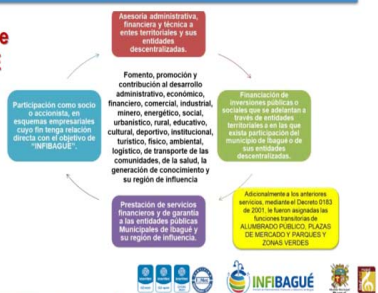 e
Asesoría administrativa,
financiera y técnica a
entes territoriales y sus
entidades
descentralizadas.
Fomento, promoción y
contribución al desarrollo
administrativo, económico,
financiero, comercial, industrial,
minero, energético, social,
urbanístico, rural, educativo,
cultural, deportivo, institucional,
turístico, físico, ambiental,
logístico, de transporte de las
comunidades, de la salud, la
generación de conocimiento y
su región de influencia
Participación como socio
o accionista, en
esquemas empresariales
cuyo fin tenga relación
directa con el objetivo de
"INFIBAGUÉ".
Financiación de
inversiones públicas o
sociales que se adelantan a
través de entidades
territoriales o en las que
exista participación del
municipio de Ibagué o de
sus entidades
descentralizadas.
Prestación de servicios
financieros y de garantía
a las entidades públicas
Municipales de Ibagué y
su región de influencia.
Adicionalmente a los anteriores
servicios, mediante el Decreto 0183
de 2001, le fueron asignadas las
funciones transitorias de
ALUMBRADO PÚBLICO, PLAZAS
DE MERCADO Y PARQUES Y
ZONAS VERDES
INFIBAGUÉ